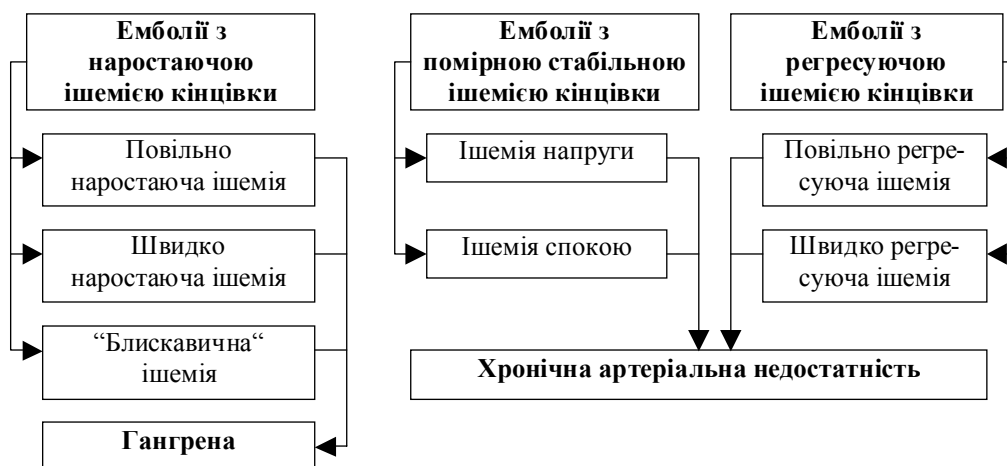 Емболії з
наростаючою
ішемією кінцівки
Повільно
наростаюча ішемія
Швидко
наростаюча ішемія
“Блискавична“
ішемія
Гангрена
Емболії з
помірною стабільною
ішемією кінцівки
Ішемія напруги
Ішемія спокою
Емболії з
регресуючою
ішемією кінцівки
Повільно регре-
суюча ішемія
Швидко регре-
суюча ішемія
Хронічна артеріальна недостатність